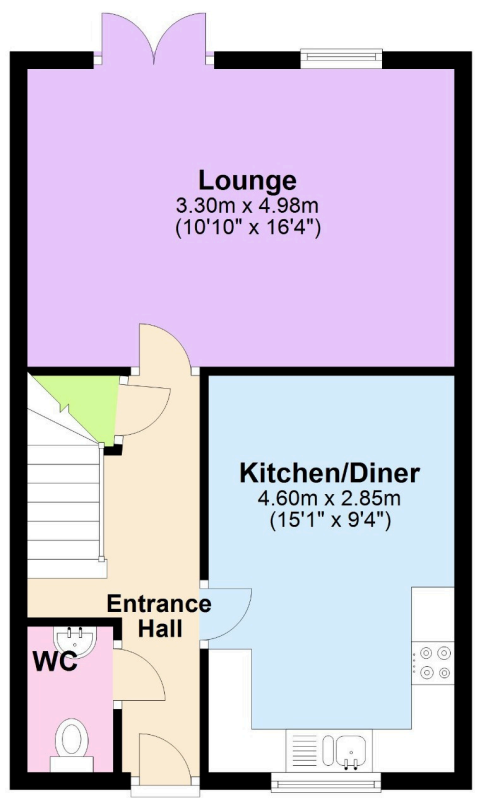 Lounge
3.30m x 4.98m
(10'10" x 16'4")
Kitchen/Diner
4.60m x 2.85m
(15'1" x 9'4")
Entrance
Hall
WC